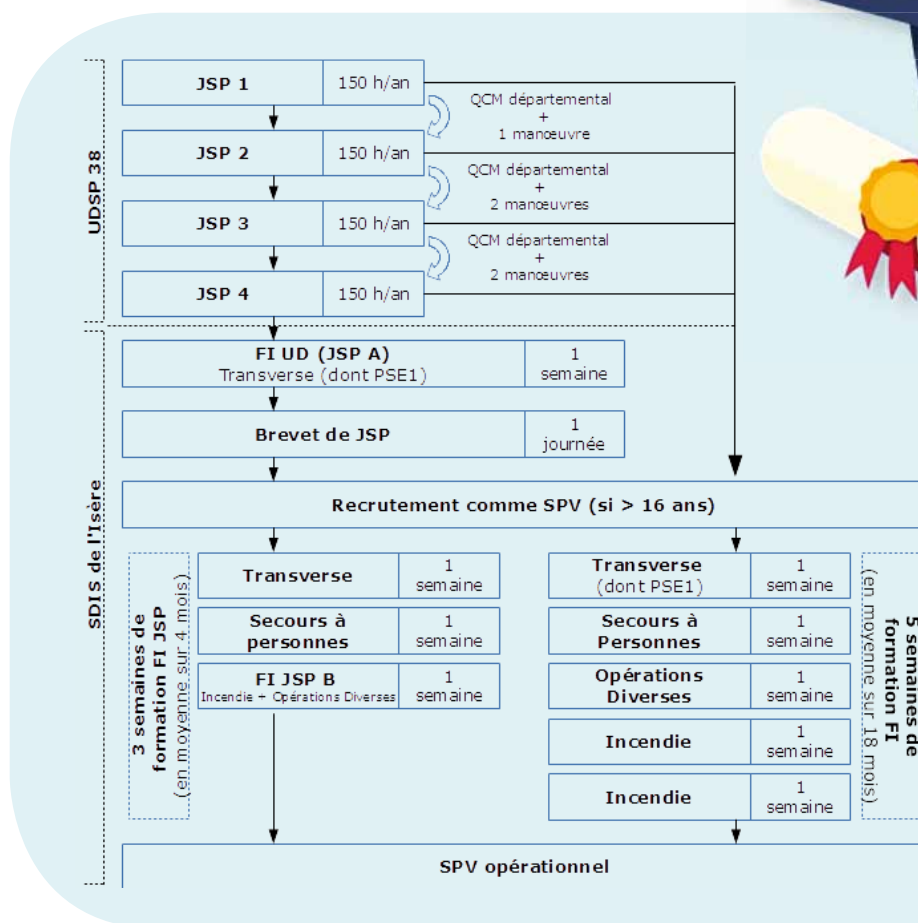 UDSP 38
JSP 1
150 h/an
QCM départemental
+
1 manœuvre
JSP 2
150 h/an
QCM départemental
+
2 manœuvres
JSP 3
150 h/an
QCM départemental
+
2 manœuvres
JSP 4
150 h/an
SDIS de l'Isère
FI UD (JSP A)
Transverse (dont PSE1)
1
semaine
Brevet de JSP
1
journée
Recrutement comme SPV (si > 16 ans)
3 semaines de
formation FI JSP
(en moyenne sur 4 mois)
Transverse
1
semaine
Secours à
personnes
1
semaine
FI JSP B
Incendie + Opérations Diverses
1
semaine
Transverse
(dont PSE1)
1
semaine
Secours à
Personnes
1
semaine
Opérations
Diverses
1
semaine
Incendie
1
semaine
Incendie
1
semaine
5 semaines de
formation FI
(en moyenne sur 18 mois)
SPV opérationnel